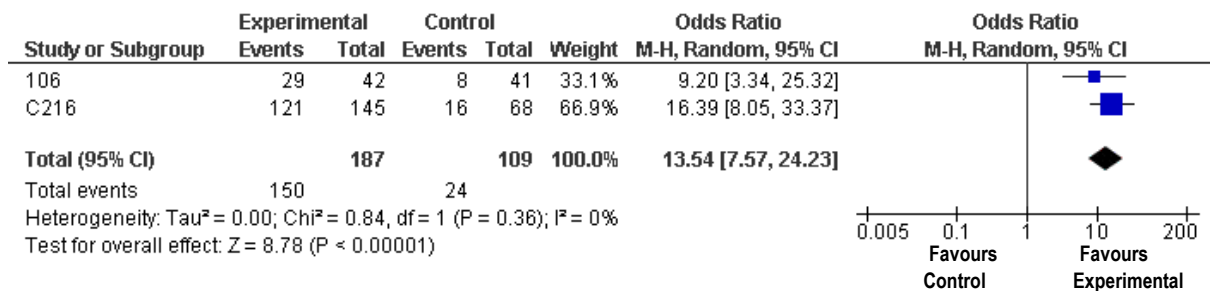 Experimental Control Odds Ratio Odds Ratio
Study or Subgroup Events Total Events Total Weight M-H, Random, 95% CI M-H, Random, 95% CI
106 29 42 8 41 33.1% 9.20 [3.34, 25.32]
C216 121 145 16 68 66.9% 16.39 [8.05, 33.37]
Total (95% CI) 187 109 100.0% 13.54 [7.57, 24.23]
Total events 150 24
Heterogeneity: Tau² = 0.00; Chi² = 0.84, df = 1 (P = 0.36); I² = 0%
Test for overall effect: Z = 8.78 (P < 0.00001)
0.005 0.1 1 10 200
Favours Favours
Control Experimental